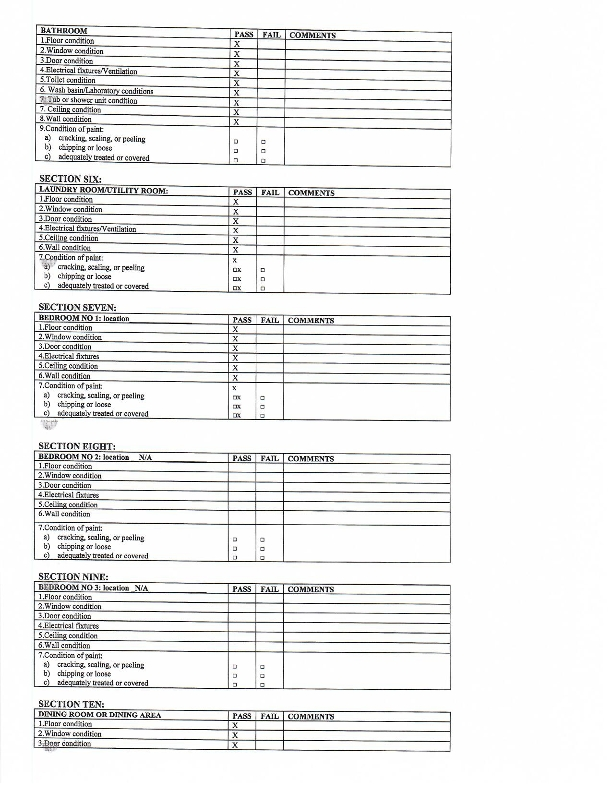 BATHROOM PASS FAIL COMMENTS
1.Floor condition X
2.Window condition X
3.Door condition X
4.Electrical fixtures/Ventilation X
5.Toilet condition X
6. Wash basin/Laboratory conditions X
7. Tub or shower unit condition X
7. Ceiling condition X
8.Wall condition X
9.Condition of paint:
a) cracking, scaling, or peeling □ □
b) chipping or loose □ □
c) adequately treated or covered □ □
SECTION SIX:
LAUNDRY ROOM/UTILITY ROOM: PASS FAIL COMMENTS
1.Floor condition X
2.Window condition X
3.Door condition X
4.Electrical fixtures/Ventilation X
5.Ceiling condition X
6.Wall condition X
7.Condition of paint: X
a) cracking, scaling, or peeling □X □
b) chipping or loose □X □
c) adequately treated or covered □X □
SECTION SEVEN:
BEDROOM NO 1: location PASS FAIL COMMENTS
1.Floor condition X
2.Window condition X
3.Door condition X
4.Electrical fixtures X
5.Ceiling condition X
6.Wall condition X
7.Condition of paint: X
a) cracking, scaling, or peeling □X □
b) chipping or loose □X □
c) adequately treated or covered □X □
SECTION EIGHT:
BEDROOM NO 2: location N/A PASS FAIL COMMENTS
1.Floor condition
2.Window condition
3.Door condition
4.Electrical fixtures
5.Ceiling condition
6.Wall condition
7.Condition of paint:
a) cracking, scaling, or peeling □ □
b) chipping or loose □ □
c) adequately treated or covered □ □
SECTION NINE:
BEDROOM NO 3: location N/A PASS FAIL COMMENTS
1.Floor condition
2.Window condition
3.Door condition
4.Electrical fixtures
5.Ceiling condition
6.Wall condition
7.Condition of paint:
a) cracking, scaling, or peeling □ □
b) chipping or loose □ □
c) adequately treated or covered □ □
SECTION TEN:
DINING ROOM OR DINING AREA PASS FAIL COMMENTS
1.Floor condition X
2.Window condition X
3.Door condition X